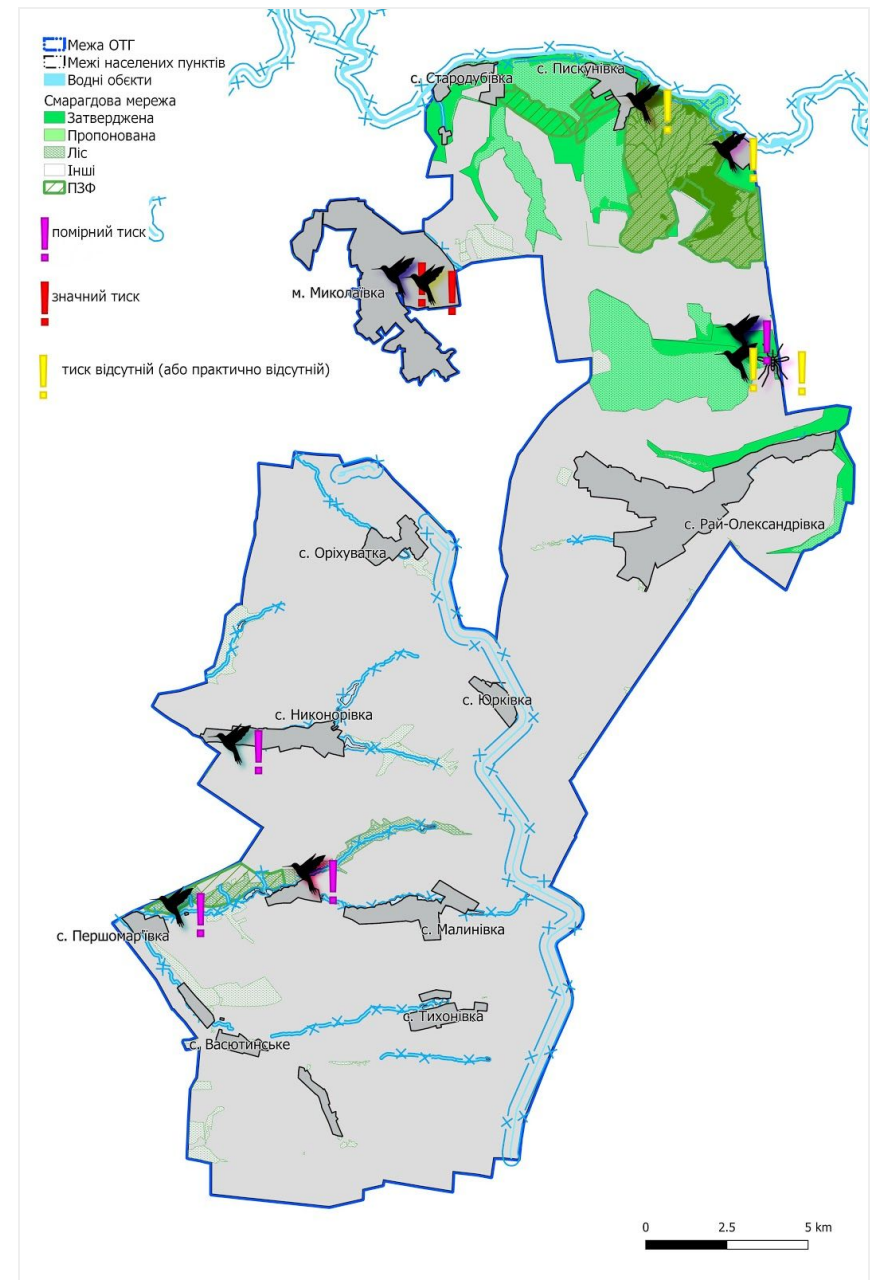 Межа ОТГ
Межі населених пунктів
Водні обєкти
Смарагдова мережа
Затверджена
Пропонована
Ліс
Інші
ПЗФ
помірний тиск
значний тиск
тиск відсутній (або практично відсутній)
с. Стародубівка
с. Пискунівка
м. Миколаївка
с. Рай-Олександрівка
с. Оріхуватка
с. Юрківка
с. Никонорівка
с. Малинівка
с. Першомар'ївка
с. Тихонівка
с. Васютинське
0 2.5 5 km